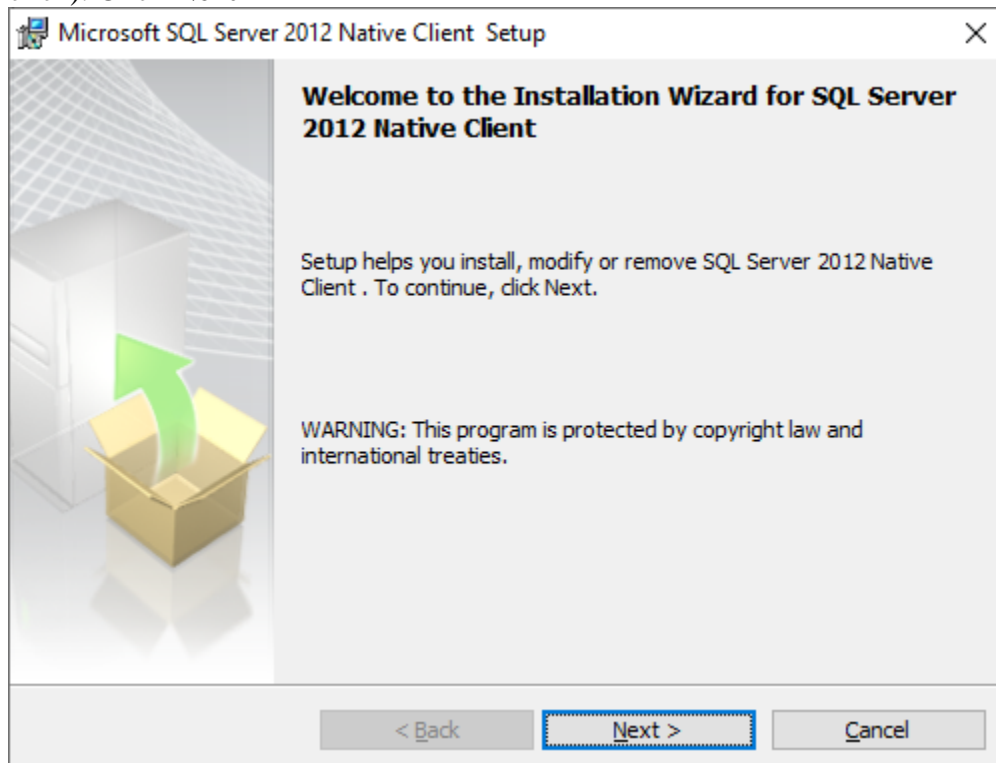 Microsoft SQL Server 2012 Native Client  Setup
Welcome to the Installation Wizard for SQL Server
2012 Native Client
Setup helps you install, modify or remove SQL Server 2012 Native
Client . To continue, click Next.
WARNING: This program is protected by copyright law and
international treaties.
< Back
Next >
Cancel